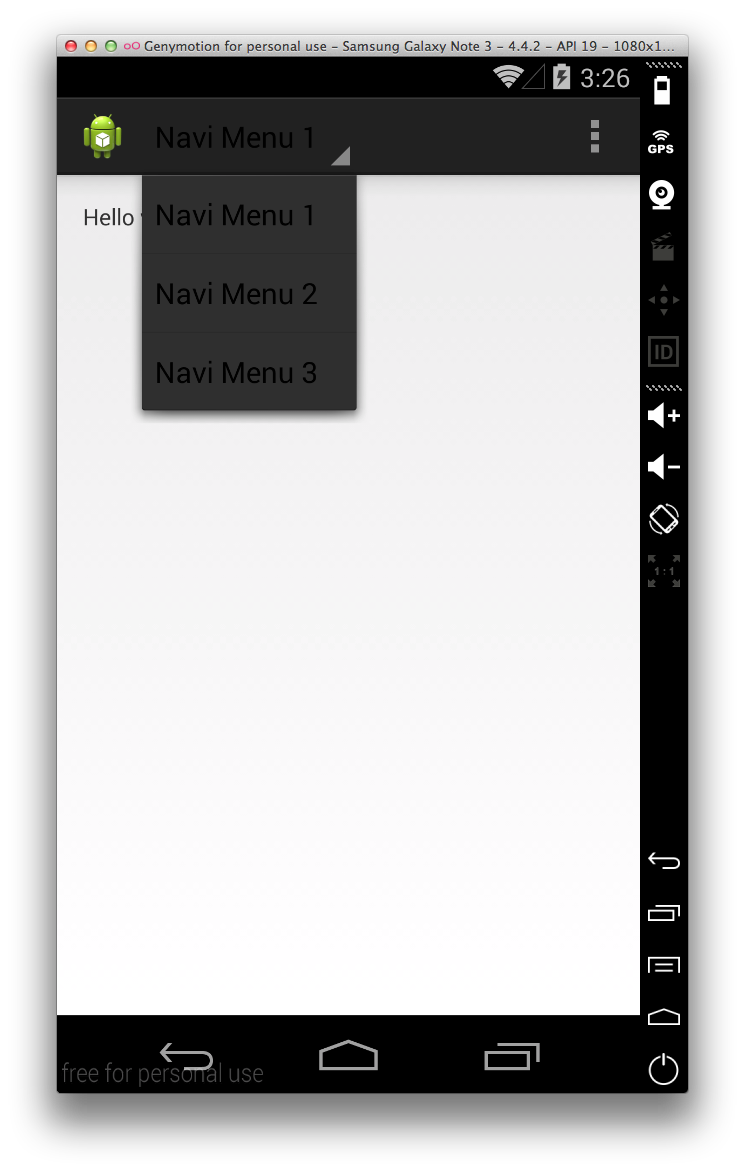 Genymotion for personal use - Samsung Galaxy Note 3 - 4.4.2 - API 19 - 1080x1...
3:26
Navi Menu 1
GPS
Hello
Navi Menu 1
Navi Menu 2
Navi Menu 3
ID
1:1
free for personal use